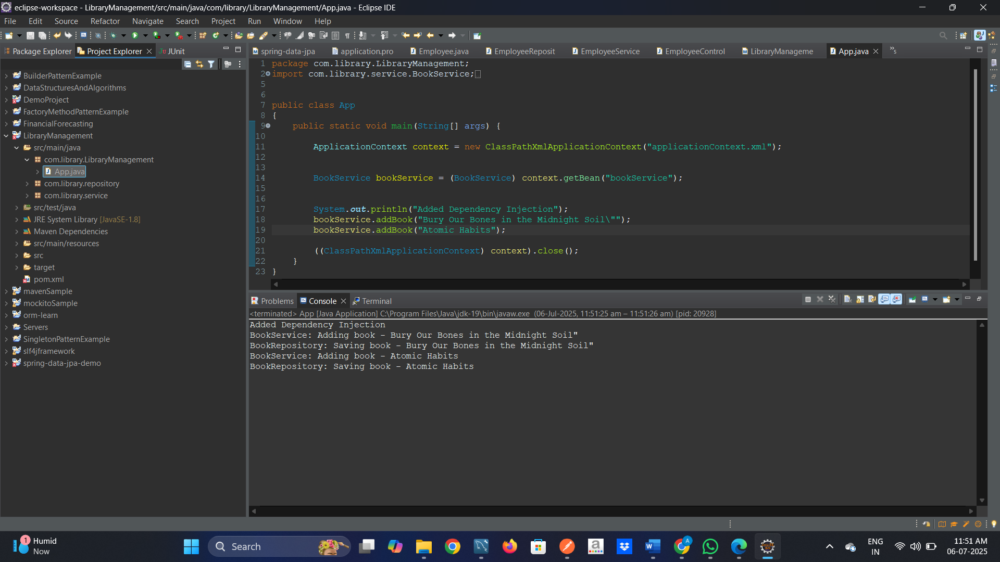 eclipse-workspace - LibraryManagement/src/main/java/com/library/LibraryManagement/App.java - Eclipse IDE
File Edit Source Refactor Navigate Search Project Run Window Help
Package Explorer Project Explorer JUnit
BuilderPatternExample
DataStructuresAndAlgorithms
DemoProject
FactoryMethodPatternExample
FinancialForecasting
LibraryManagement
src/main/java
com.library.LibraryManagement
App.java
com.library.repository
com.library.service
src/test/java
JRE System Library [JavaSE-1.8]
Maven Dependencies
src/main/resources
src
target
pom.xml
mavenSample
mockitoSample
orm-learn
Servers
SingletonPatternExample
slf4jframework
spring-data-jpa-demo
spring-data-jpa application.pro Employee.java EmployeeReposit EmployeeService EmployeeControl LibraryManageme App.java »5
1 package com.library.LibraryManagement;
2 import com.library.service.BookService;
5
6
7 public class App
8 {
9 public static void main(String[] args) {
10
11 ApplicationContext context = new ClassPathXmlApplicationContext("applicationContext.xml");
12
13
14 BookService bookService = (BookService) context.getBean("bookService");
15
16
17 System.out.println("Added Dependency Injection");
18 bookService.addBook("Bury Our Bones in the Midnight Soil\"");
19 bookService.addBook("Atomic Habits");
20
21 ((ClassPathXmlApplicationContext) context).close();
22 }
23 }
Problems Console Terminal
<terminated> App [Java Application] C:\Program Files\Java\jdk-19\bin\javaw.exe (06-Jul-2025, 11:51:25 am – 11:51:26 am) [pid: 20928]
Added Dependency Injection
BookService: Adding book - Bury Our Bones in the Midnight Soil"
BookRepository: Saving book - Bury Our Bones in the Midnight Soil"
BookService: Adding book - Atomic Habits
BookRepository: Saving book - Atomic Habits
1 Humid
Now
Search
ENG
IN
11:51 AM
06-07-2025